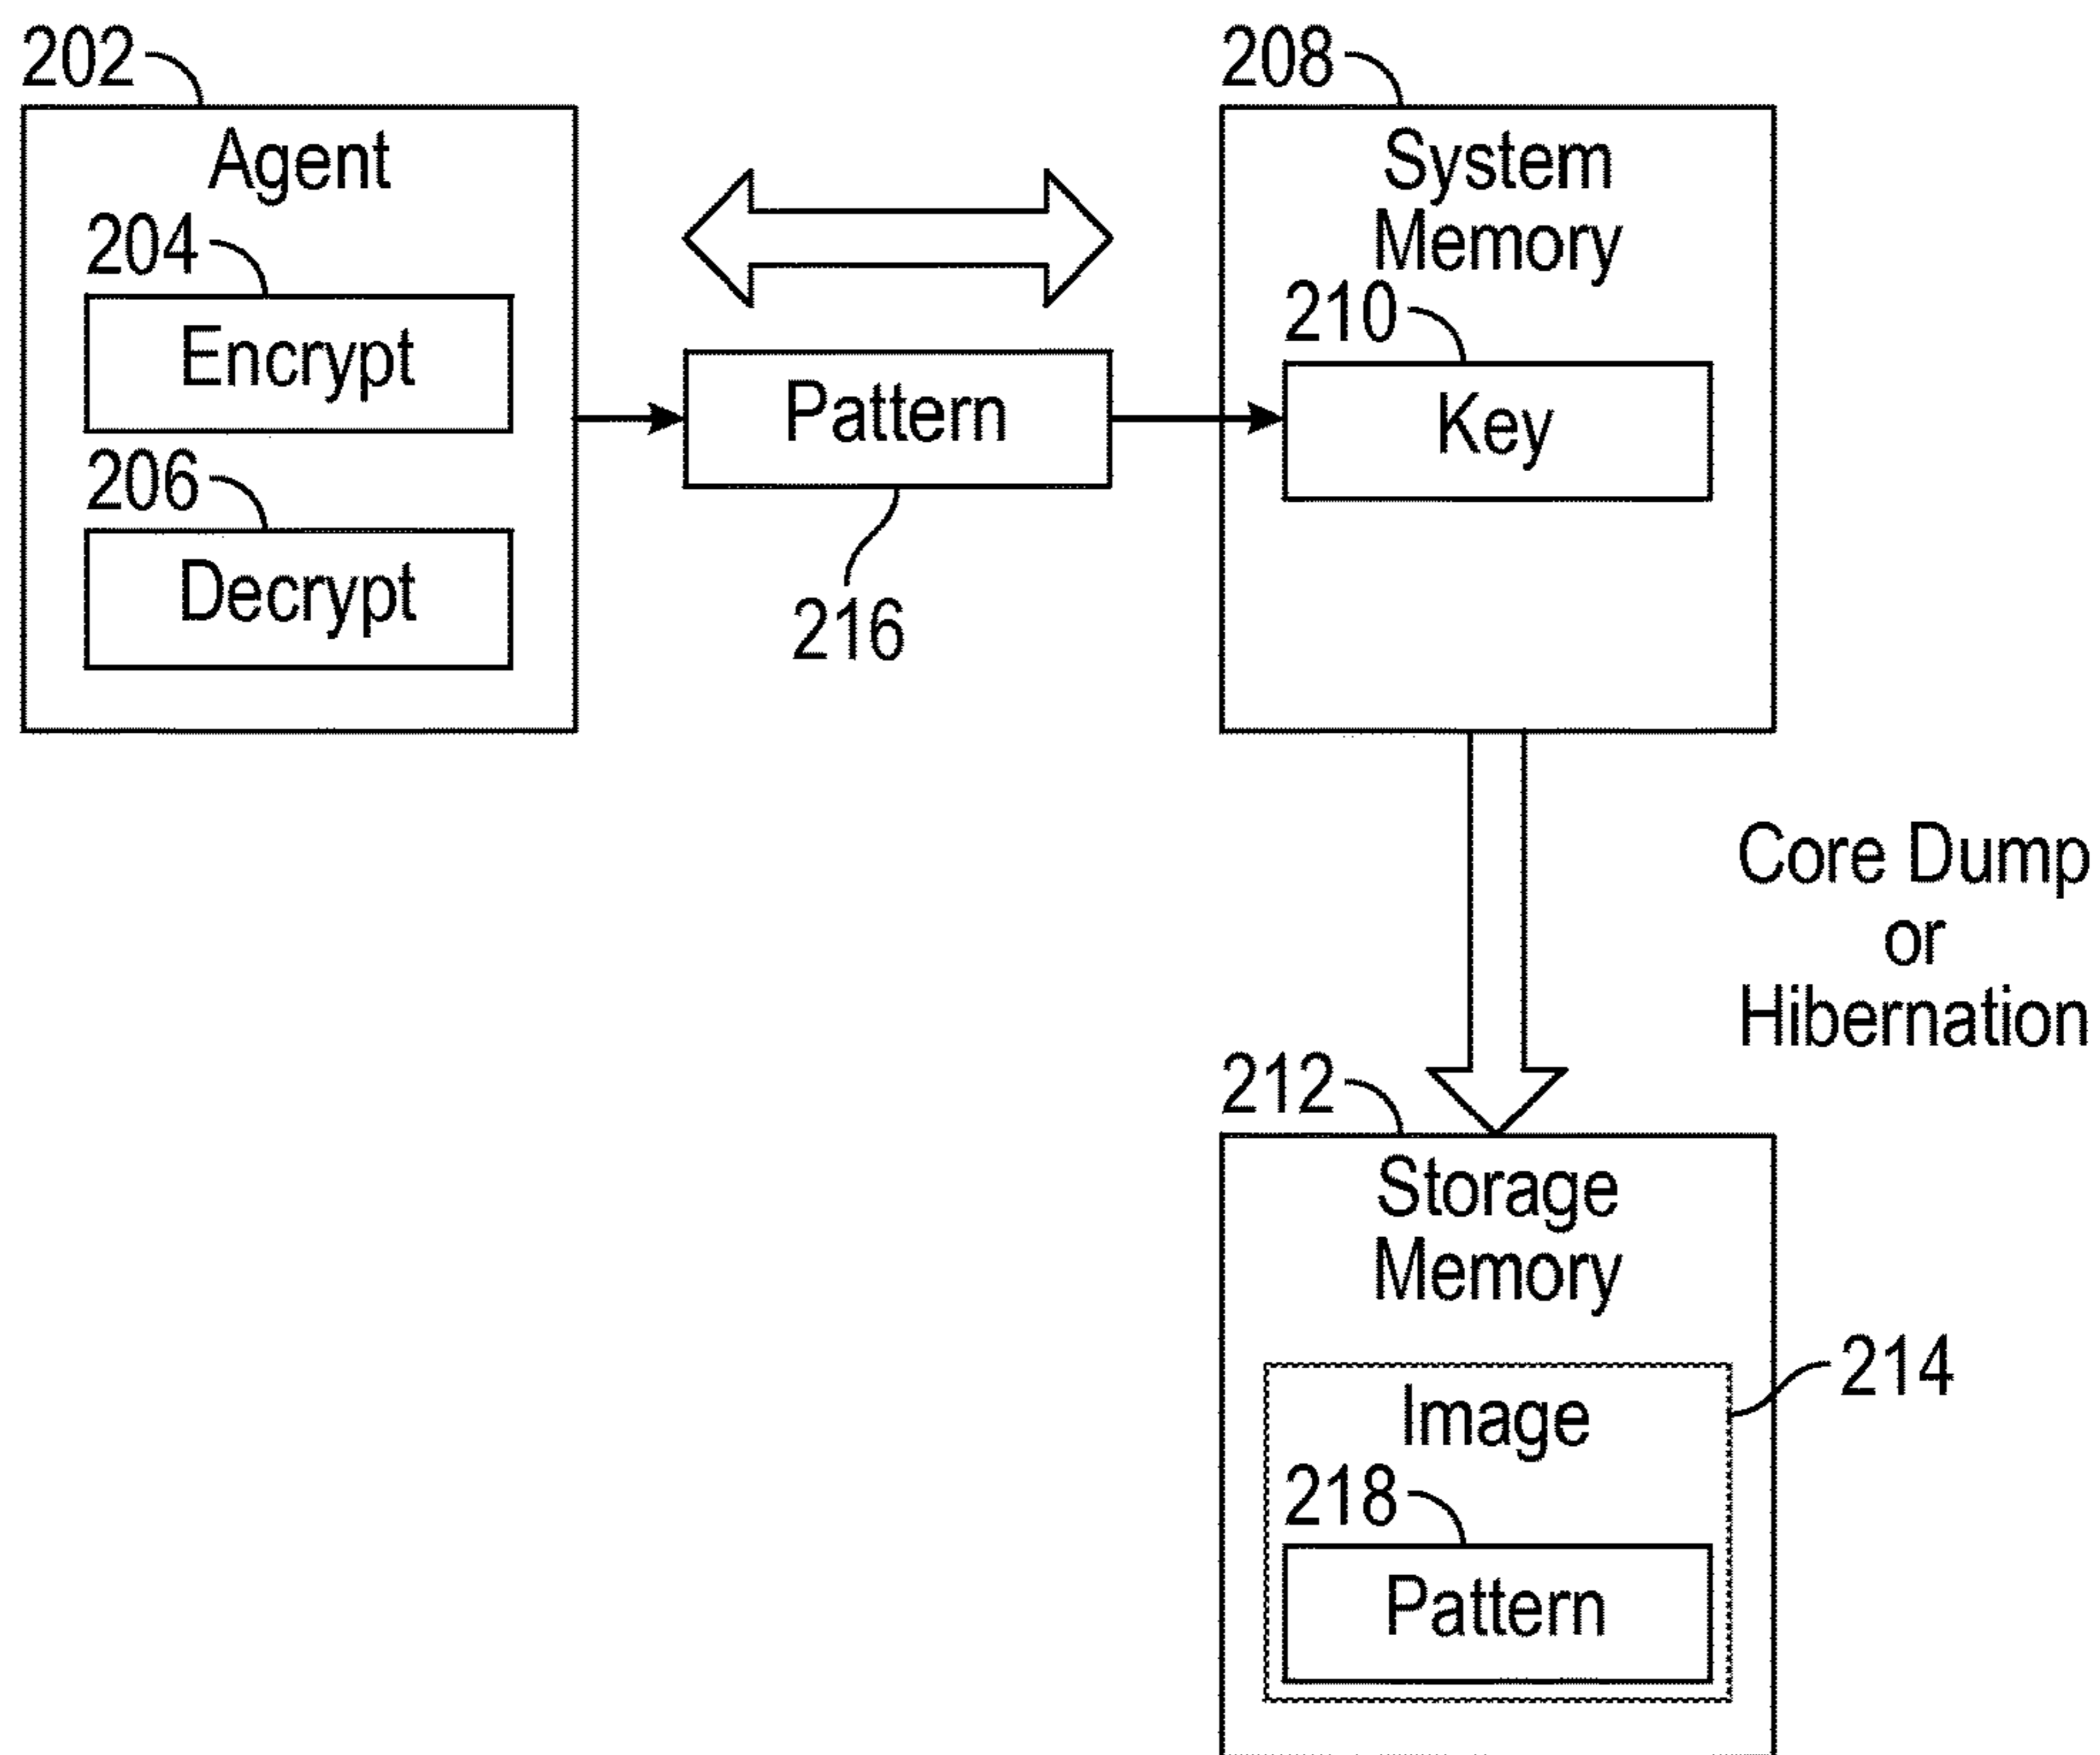 202
Agent
204
Encrypt
206
Decrypt
Pattern
216
208
System
Memory
210
Key
Core Dump
or
Hibernation
212
Storage
Memory
214
Image
218
Pattern